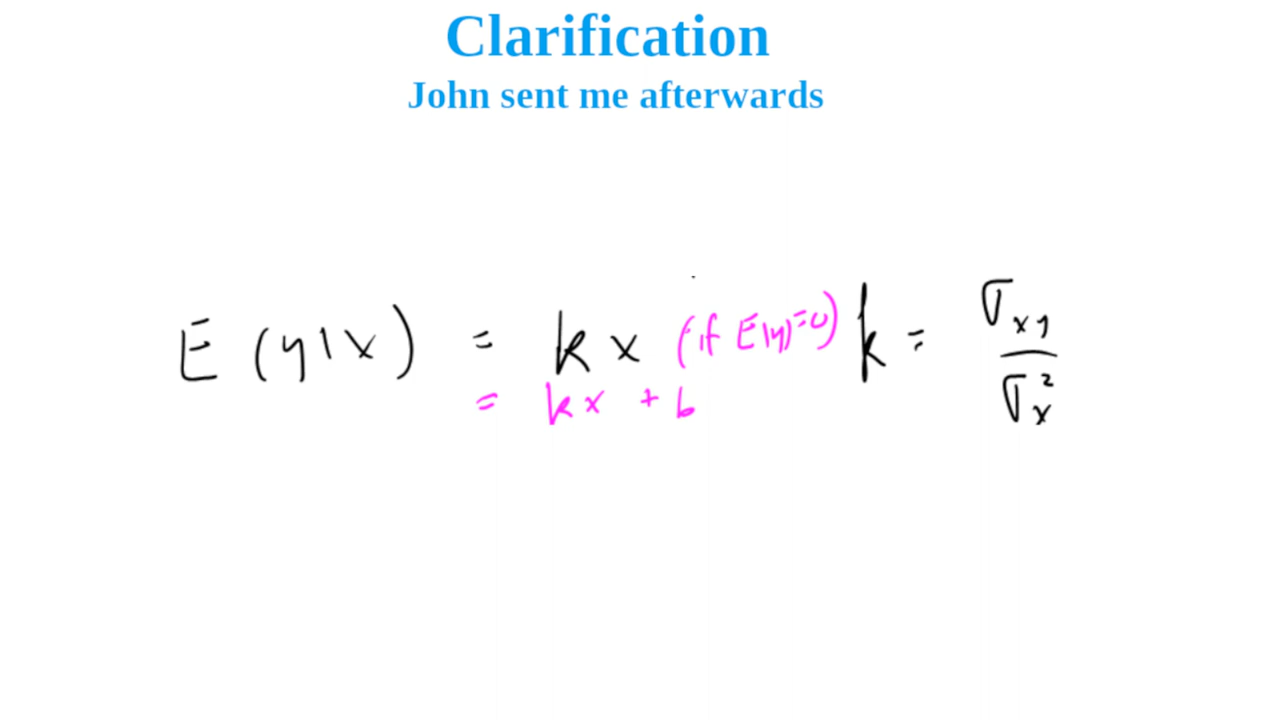 Clarification
John sent me afterwards
E (y|x) = kx (if E(y)=0) k = σxy / σx²
= kx + b